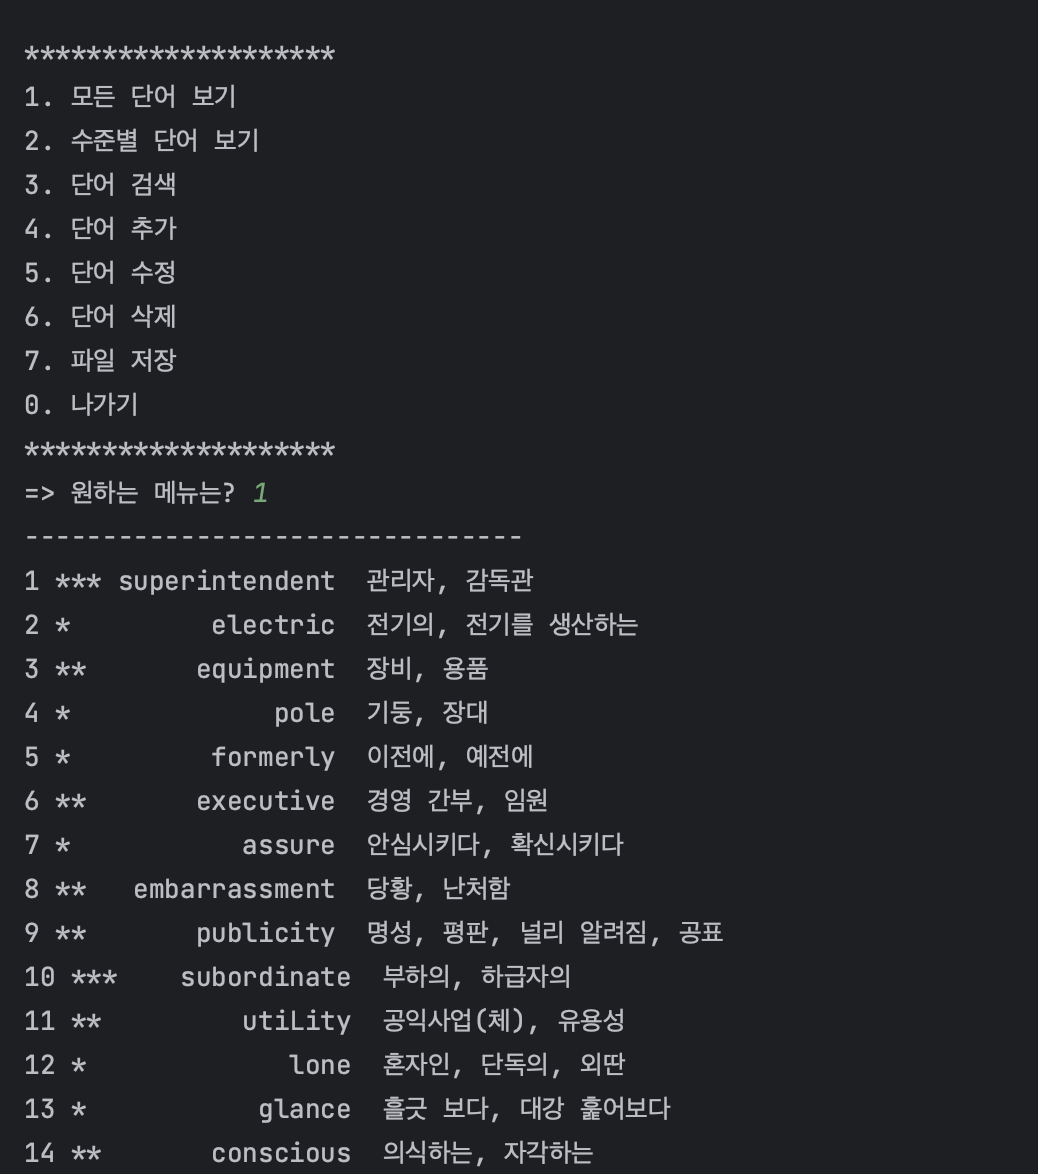 ********************
1. 모든 단어 보기
2. 수준별 단어 보기
3. 단어 검색
4. 단어 추가
5. 단어 수정
6. 단어 삭제
7. 파일 저장
0. 나가기
********************
=> 원하는 메뉴는? 1
--------------------------------
1 *** superintendent  관리자, 감독관
2 *         electric  전기의, 전기를 생산하는
3 **       equipment  장비, 용품
4 *             pole  기둥, 장대
5 *         formerly  이전에, 예전에
6 **       executive  경영 간부, 임원
7 *           assure  안심시키다, 확신시키다
8 **   embarrassment  당황, 난처함
9 **       publicity  명성, 평판, 널리 알려짐, 공표
10 ***    subordinate  부하의, 하급자의
11 **         utiLity  공익사업(체), 유용성
12 *             lone  혼자인, 단독의, 외딴
13 *           glance  흘긋 보다, 대강 훑어보다
14 **       conscious  의식하는, 자각하는